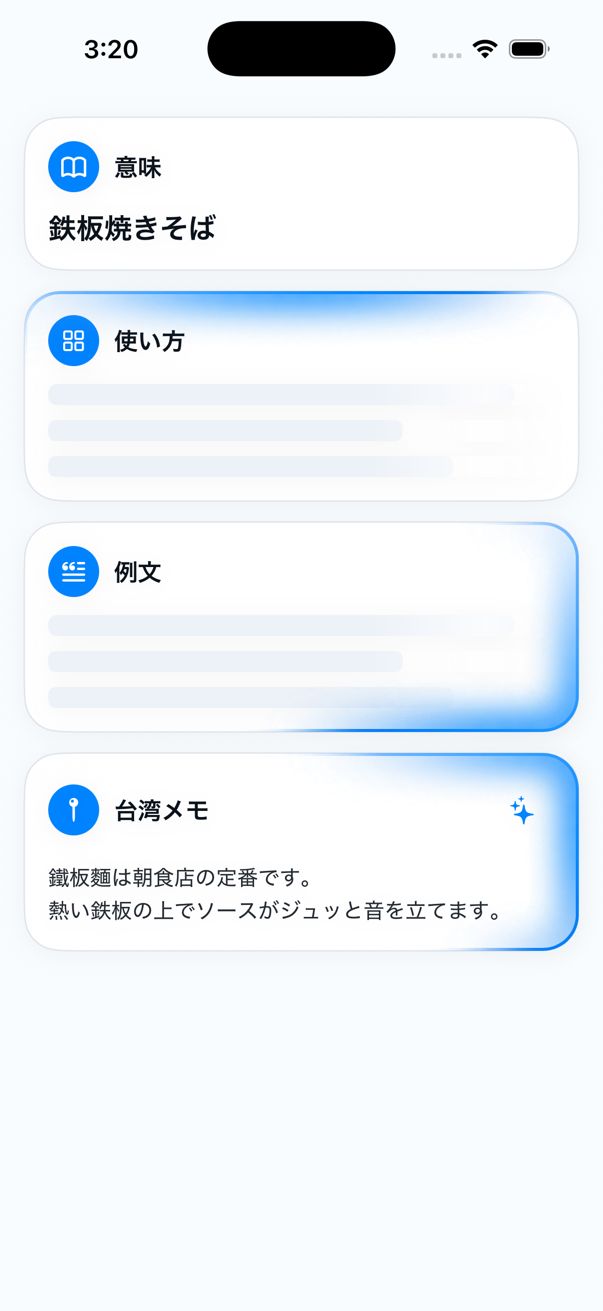 3:20
意味
鉄板焼きそば
使い方
例文
台湾メモ
鐵板麵は朝食店の定番です。
熱い鉄板の上でソースがジュッと音を立てます。